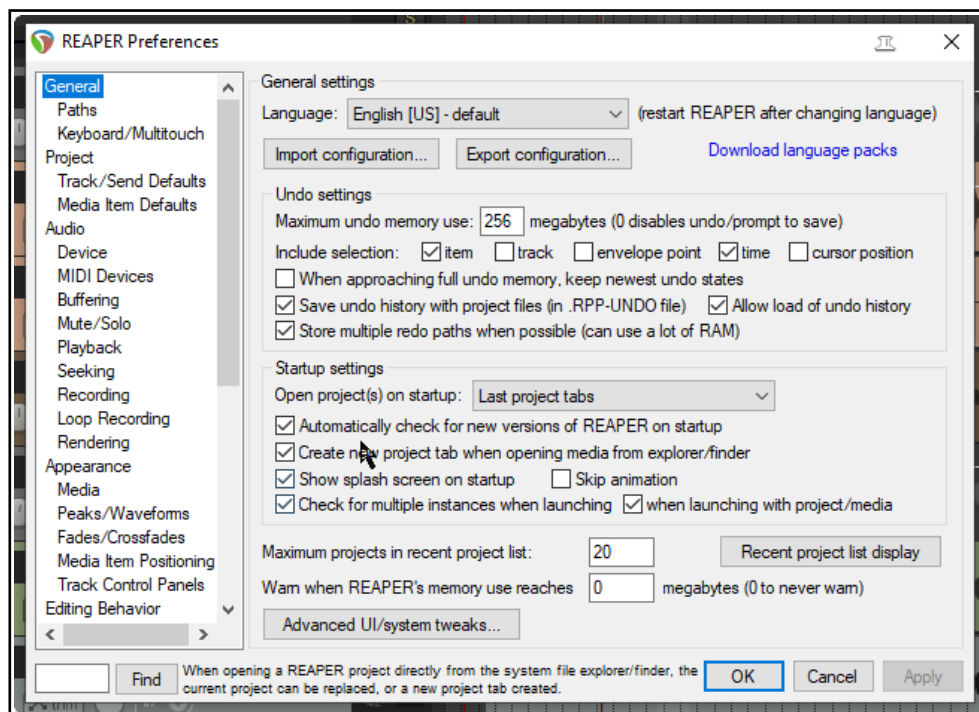 REAPER Preferences
General
Paths
Keyboard/Multitouch
Project
Track/Send Defaults
Media Item Defaults
Audio
Device
MIDI Devices
Buffering
Mute/Solo
Playback
Seeking
Recording
Loop Recording
Rendering
Appearance
Media
Peaks/Waveforms
Fades/Crossfades
Media Item Positioning
Track Control Panels
Editing Behavior
General settings
Language: English [US] - default (restart REAPER after changing language)
Import configuration... Export configuration... Download language packs
Undo settings
Maximum undo memory use: 256 megabytes (0 disables undo/prompt to save)
Include selection: item track envelope point time cursor position
When approaching full undo memory, keep newest undo states
Save undo history with project files (in .RPP-UNDO file) Allow load of undo history
Store multiple redo paths when possible (can use a lot of RAM)
Startup settings
Open project(s) on startup: Last project tabs
Automatically check for new versions of REAPER on startup
Create new project tab when opening media from explorer/finder
Show splash screen on startup Skip animation
Check for multiple instances when launching when launching with project/media
Maximum projects in recent project list: 20 Recent project list display
Warn when REAPER's memory use reaches 0 megabytes (0 to never warn)
Advanced UI/system tweaks...
Find When opening a REAPER project directly from the system file explorer/finder, the
current project can be replaced, or a new project tab created.
OK Cancel Apply
trim